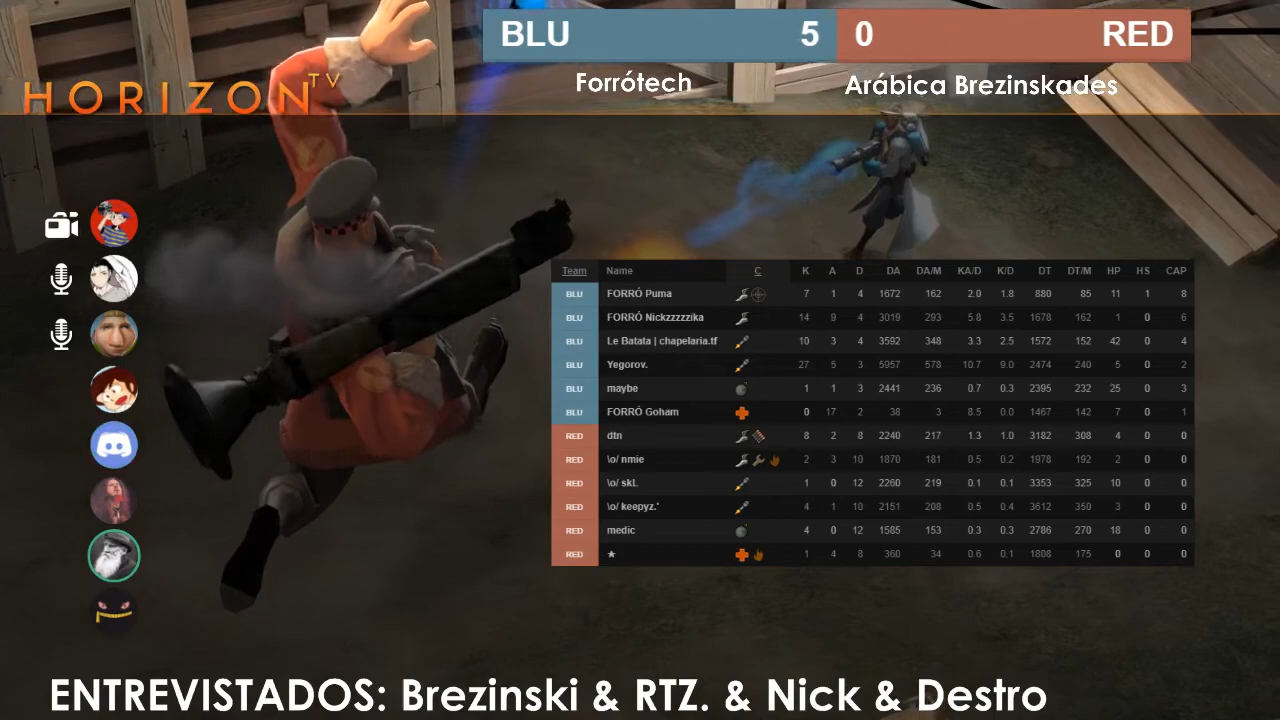 BLU 5 0 RED
HORIZON TV
Forrótech Arábica Brezinskades
Team Name C K A D DA DA/M KA/D K/D DT DT/M HP HS CAP
BLU FORRÓ Puma 7 1 4 1672 162 2.0 1.8 880 85 11 1 8
BLU FORRÓ Nickzzzzzika 14 9 4 3019 293 5.8 3.5 1678 162 1 0 6
BLU Le Batata | chapelaria.tf 10 3 4 3592 348 3.3 2.5 1572 152 42 0 4
BLU Yegorov. 27 5 3 5957 578 10.7 9.0 2474 240 5 0 2
BLU maybe 1 1 3 2441 236 0.7 0.3 2395 232 25 0 3
BLU FORRÓ Goham 0 17 2 38 3 8.5 0.0 1467 142 7 0 1
RED dtn 8 2 8 2240 217 1.3 1.0 3182 308 4 0 0
RED \o/ nmie 2 3 10 1870 181 0.5 0.2 1978 192 2 0 0
RED \o/ skL 1 0 12 2260 219 0.1 0.1 3353 325 10 0 0
RED \o/ keepyz.' 4 1 10 2151 208 0.5 0.4 3612 350 3 0 0
RED medic 4 0 12 1585 153 0.3 0.3 2786 270 18 0 0
RED ★ 1 4 8 360 34 0.6 0.1 1808 175 0 0 0
ENTREVISTADOS: Brezinski & RTZ. & Nick & Destro